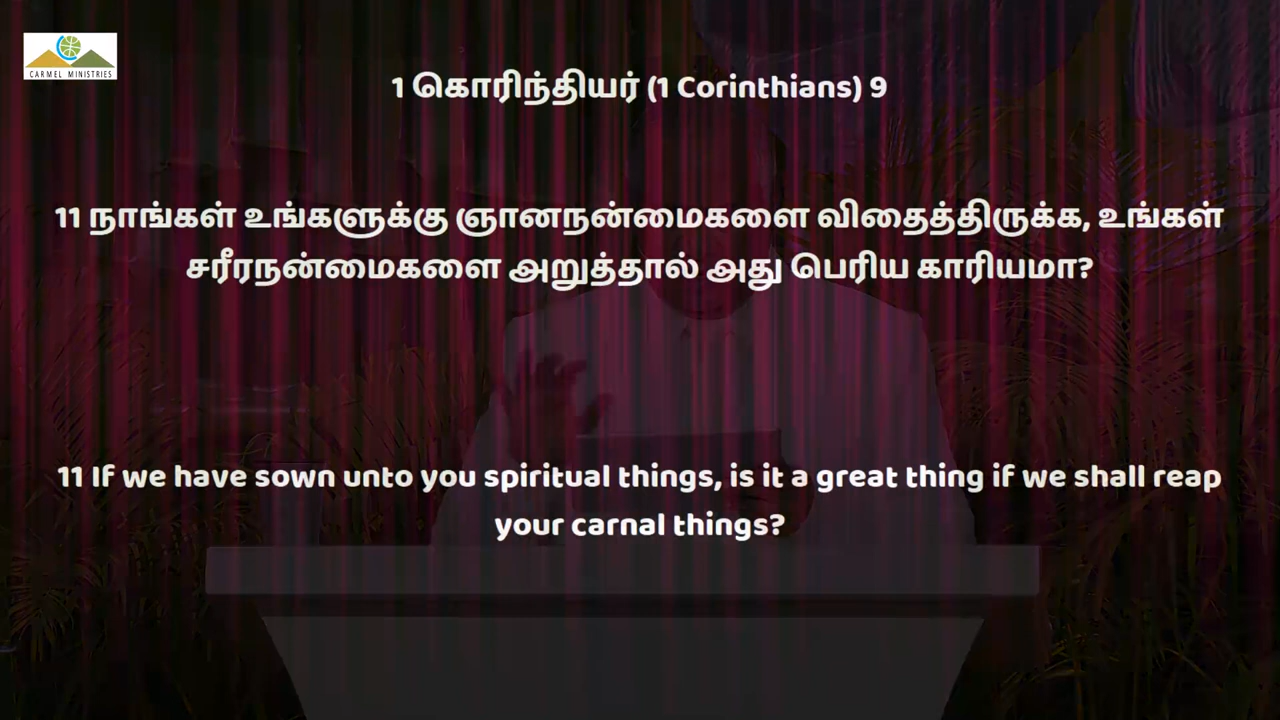 CARMEL MINISTRIES
1 கொரிந்தியர் (1 Corinthians) 9
11 நாங்கள் உங்களுக்கு ஞானநன்மைகளை விதைத்திருக்க, உங்கள்
சரீரநன்மைகளை அறுத்தால் அது பெரிய காரியமா?
11 If we have sown unto you spiritual things, is it a great thing if we shall reap
your carnal things?